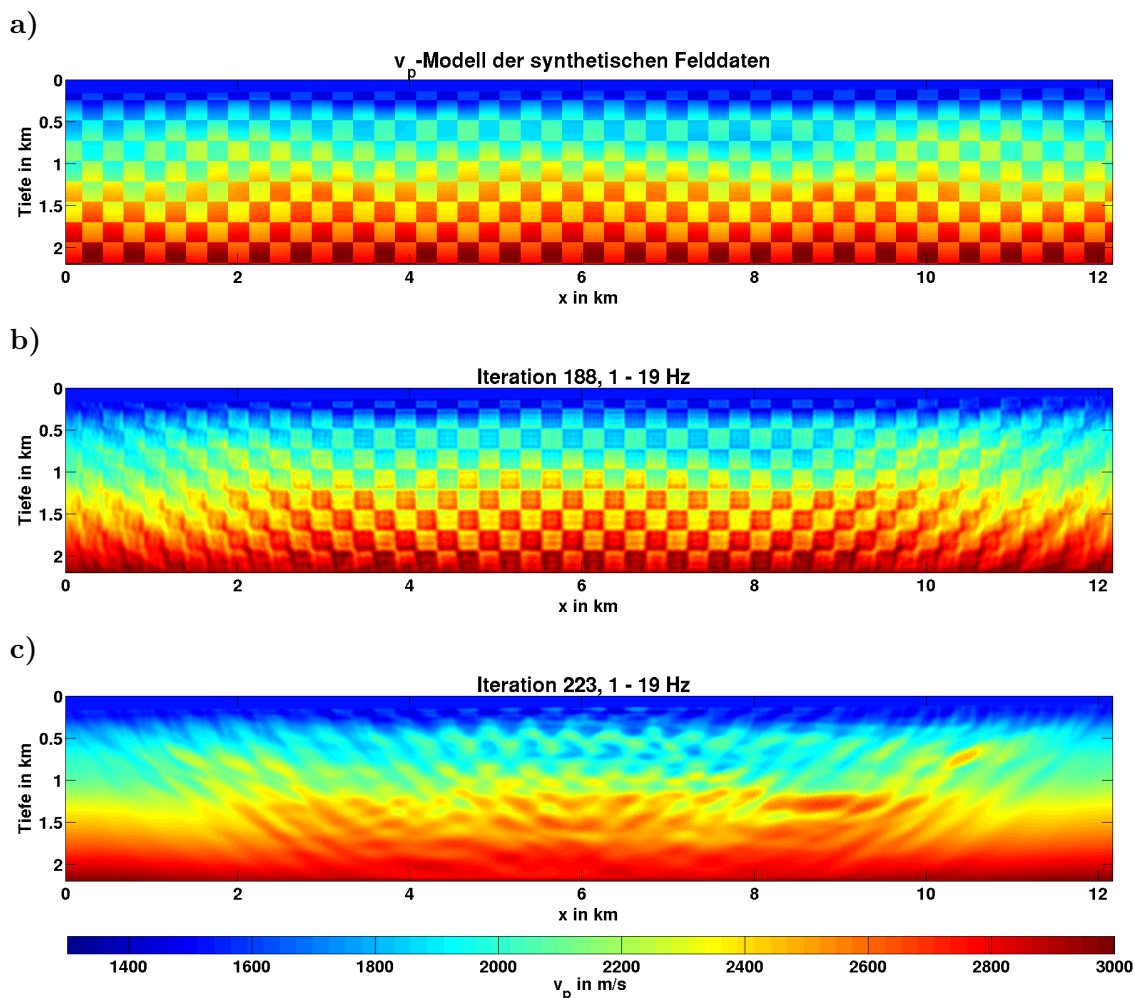 a)
vp-Modell der synthetischen Felddaten
0
0.5
1
1.5
2
Tiefe in km
0 2 4 6 8 10 12
x in km
b)
Iteration 188, 1 - 19 Hz
0
0.5
1
1.5
2
Tiefe in km
0 2 4 6 8 10 12
x in km
c)
Iteration 223, 1 - 19 Hz
0
0.5
1
1.5
2
Tiefe in km
0 2 4 6 8 10 12
x in km
1400 1600 1800 2000 2200 2400 2600 2800 3000
vp in m/s